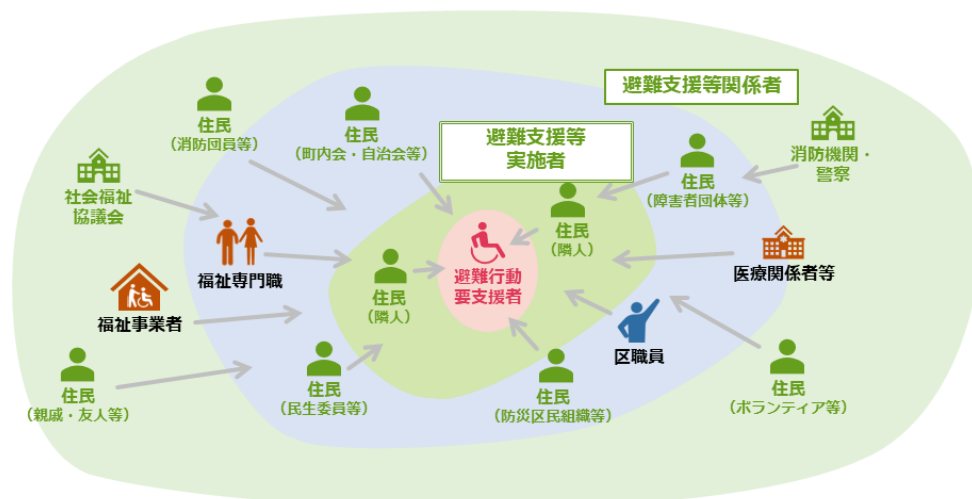 避難支援等関係者
住民
(消防団員等)
住民
(町内会・自治会等)
避難支援等
実施者
消防機関・
警察
住民
(障害者団体等)
社会福祉
協議会
住民
(隣人)
福祉専門職
避難行動
要支援者
医療関係者等
住民
(隣人)
福祉事業者
区職員
住民
(親戚・友人等)
住民
(民生委員等)
住民
(防災区民組織等)
住民
(ボランティア等)